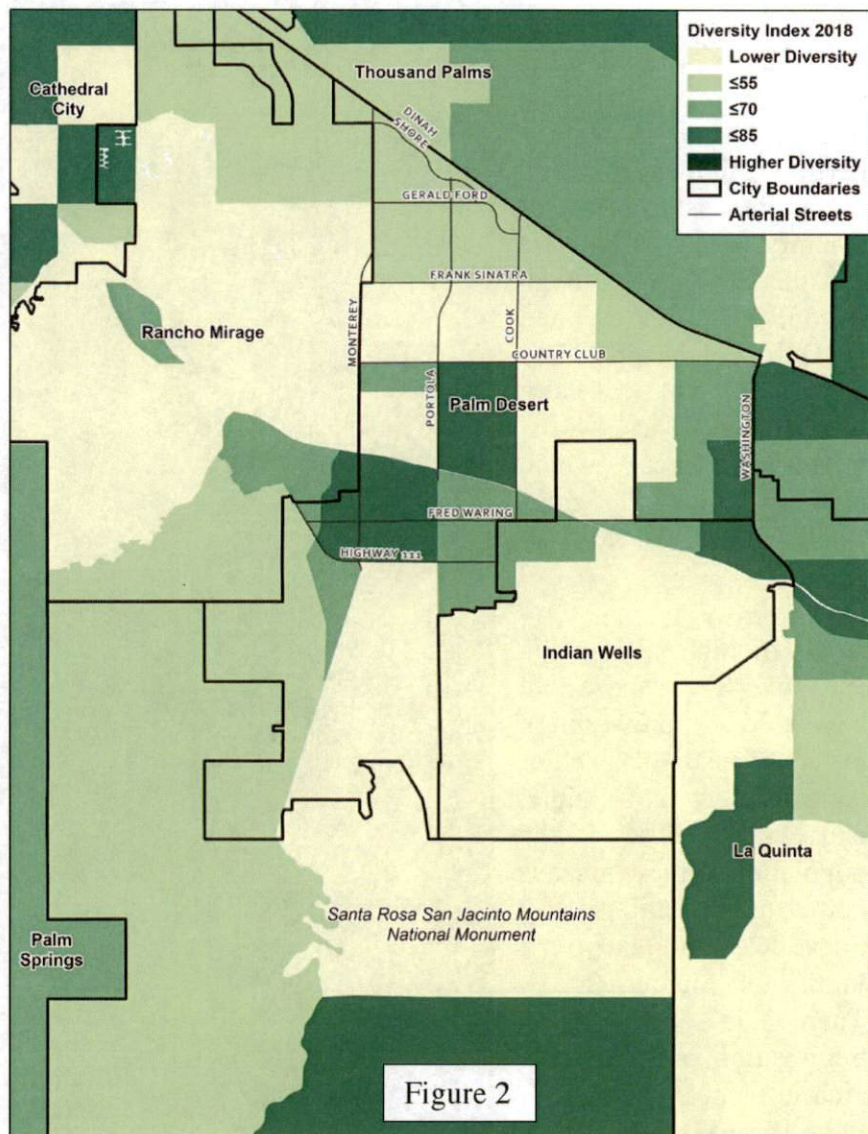 Diversity Index 2018
Lower Diversity
≤55
≤70
≤85
Higher Diversity
City Boundaries
Arterial Streets
Thousand Palms
Cathedral
City
DINAH
SHORE
GERALD FORD
FRANK SINATRA
MONTEREY
Rancho Mirage
COOK
COUNTRY CLUB
PORTOLA
Palm Desert
WASHINGTON
FRED WARING
HIGHWAY 111
Indian Wells
La Quinta
Santa Rosa San Jacinto Mountains
National Monument
Palm
Springs
Figure 2